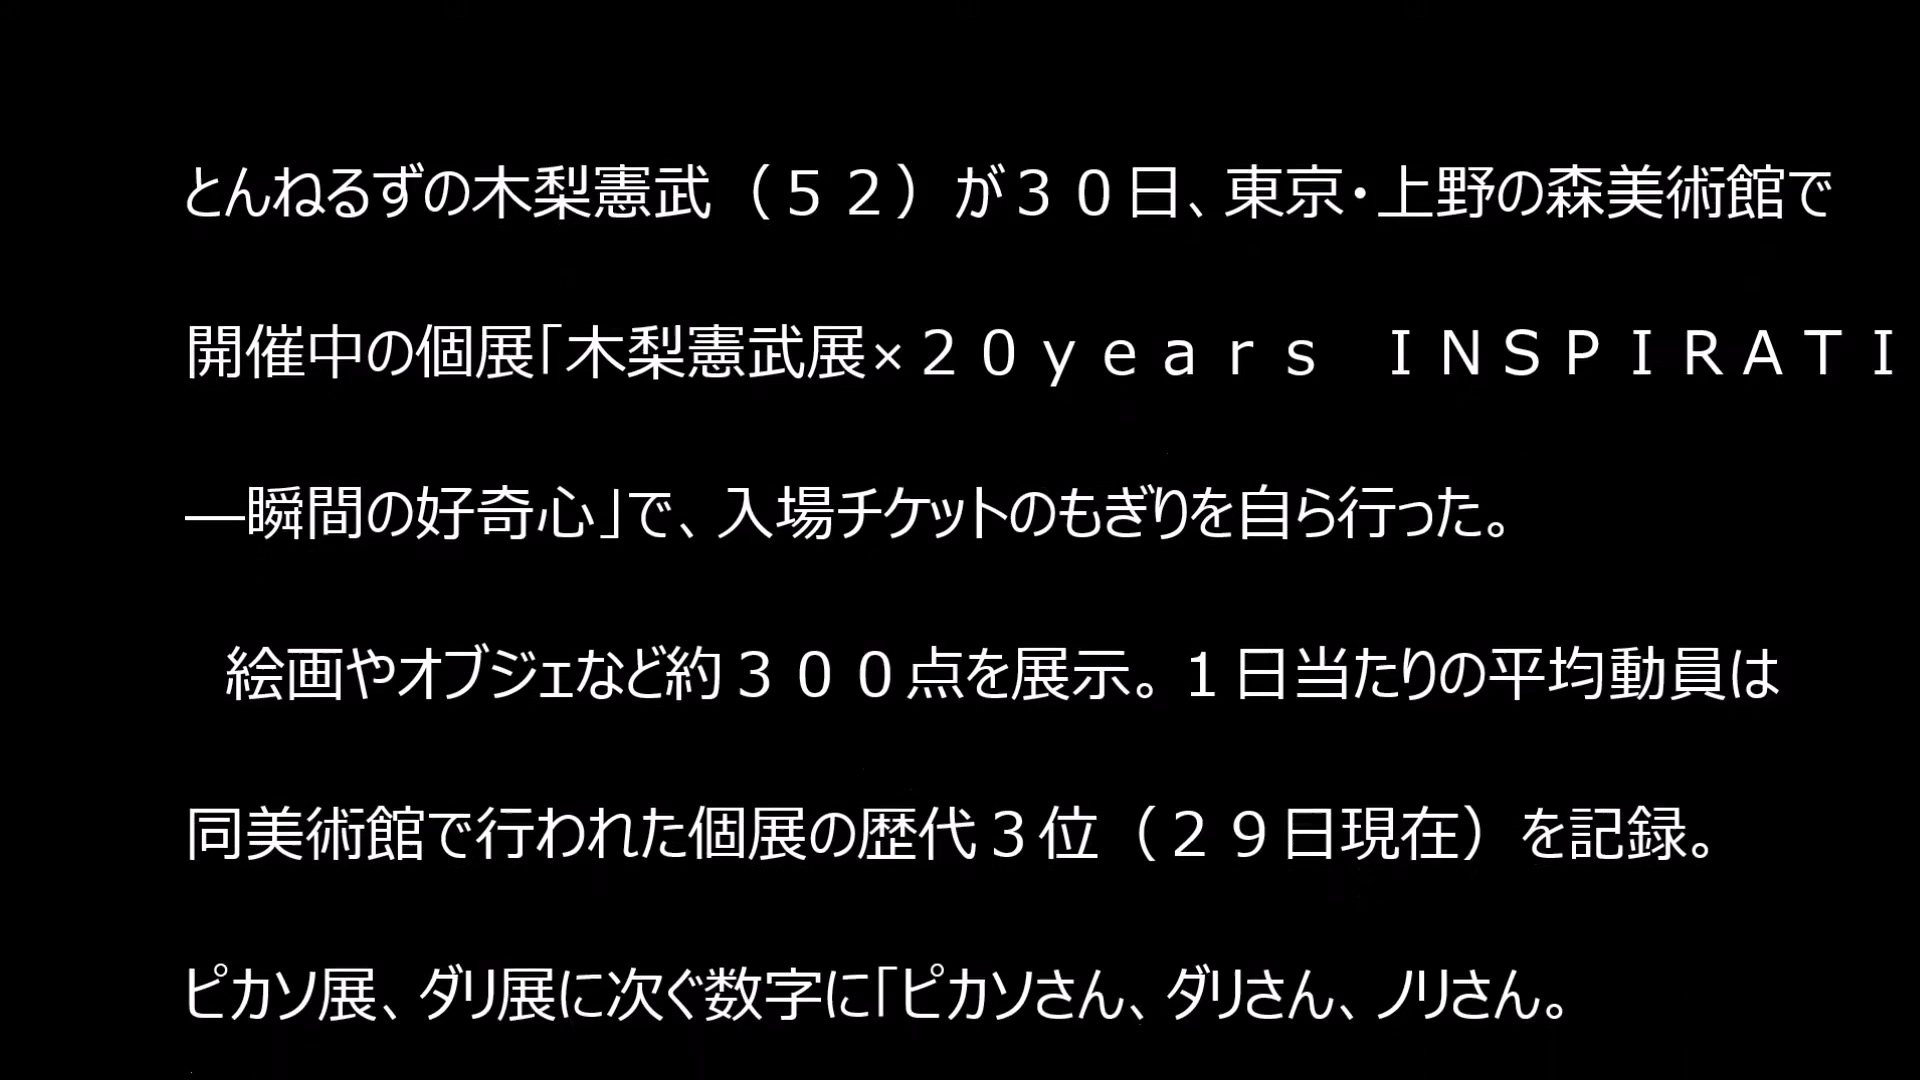 とんねるずの木梨憲武（５２）が３０日、東京・上野の森美術館で
開催中の個展「木梨憲武展×２０ｙｅａｒｓ　ＩＮＳＰＩＲＡＴＩ
―瞬間の好奇心」で、入場チケットのもぎりを自ら行った。
　絵画やオブジェなど約３００点を展示。１日当たりの平均動員は
同美術館で行われた個展の歴代３位（２９日現在）を記録。
ピカソ展、ダリ展に次ぐ数字に「ピカソさん、ダリさん、ノリさん。